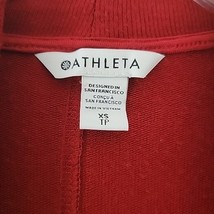 ATHLETA
DESIGNED IN
SAN FRANCISCO
CONÇU À
SAN FRANCISCO
MADE IN VIETNAM
XS
TP